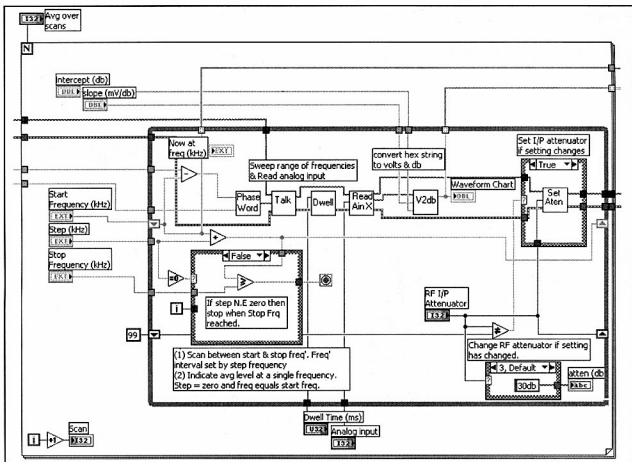 I32
Avg over
scans
N
intercept (db)
DBL
slope (mV/db)
DBL
Now at
freq (kHz)
EXT
Sweep range of frequencies
& Read analog input
convert hex string
to volts & db
Set I/P attenuator
if setting changes
True
Start
Frequency (kHz)
EXT
Step (kHz)
EXT
Stop
Frequency (kHz)
EXT
Phase
Word
Talk
Dwell
Read
Ain X
V2db
Waveform Chart
DBL
Set
Aten
=0
?
False
If step N.E zero then
stop when Stop Frq
reached.
i
99
RF I/P
Attenuator
I32
Change RF attenuator if setting
has changed.
3, Default
30db
atten (db
abc
(1) Scan between start & stop freq'. Freq'
interval set by step frequency
(2) Indicate avg level at a single frequency.
Step = zero and freq equals start freq.
Dwell Time (ms)
U32
Analog input
I32
Scan
i
+1
I32